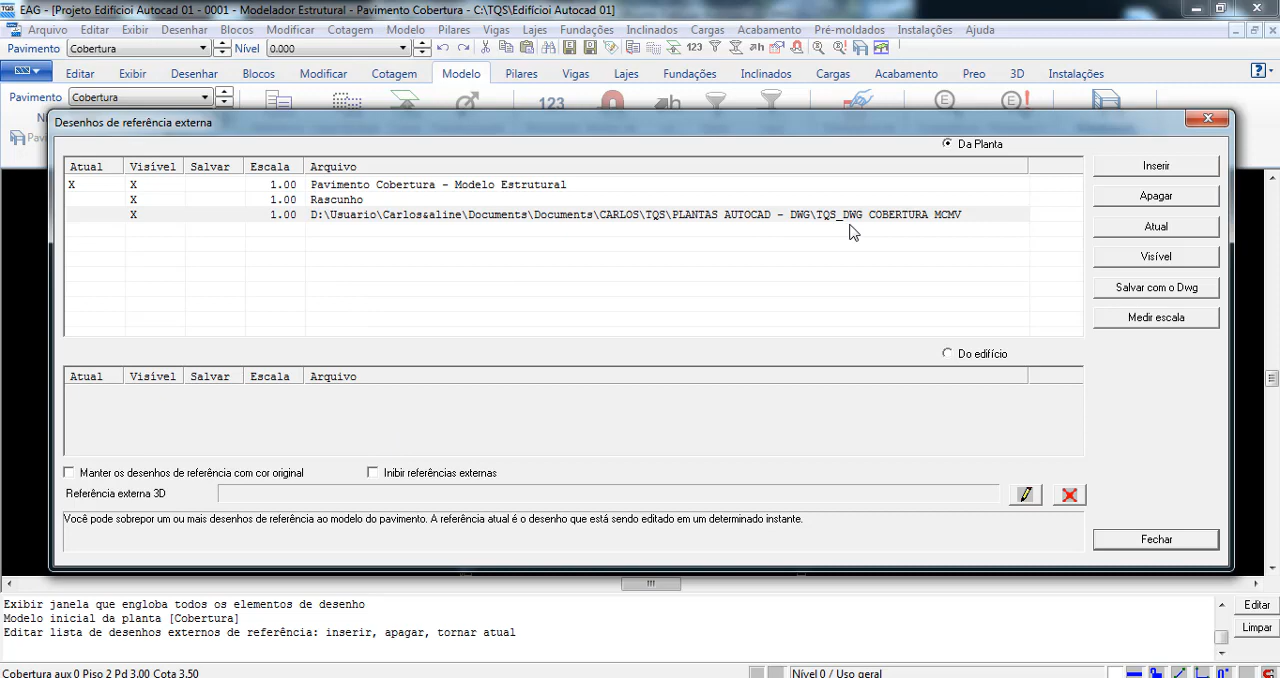 EAG - [Projeto Edificioi Autocad 01 - 0001 - Modelador Estrutural - Pavimento Cobertura - C:\TQS\Edificioi Autocad 01]
Arquivo Editar Exibir Desenhar Blocos Modificar Cotagem Modelo Pilares Vigas Lajes Fundações Inclinados Cargas Acabamento Pré-moldados Instalações Ajuda
Pavimento Cobertura Nível 0.000
Editar Exibir Desenhar Blocos Modificar Cotagem Modelo Pilares Vigas Lajes Fundações Inclinados Cargas Acabamento Preo 3D Instalações
Pavimento Cobertura
Desenhos de referência externa
Da Planta
Atual Visível Salvar Escala Arquivo
X X 1.00 Pavimento Cobertura - Modelo Estrutural
X 1.00 Rascunho
X 1.00 D:\Usuario\Carlos&aline\Documents\Documents\CARLOS\TQS\PLANTAS AUTOCAD - DWG\TQS_DWG COBERTURA MCMV
Inserir
Apagar
Atual
Visível
Salvar com o Dwg
Medir escala
Do edifício
Atual Visível Salvar Escala Arquivo
Manter os desenhos de referência com cor original Inibir referências externas
Referência externa 3D
Você pode sobrepor um ou mais desenhos de referência ao modelo do pavimento. A referência atual é o desenho que está sendo editado em um determinado instante.
Fechar
Exibir janela que engloba todos os elementos de desenho
Modelo inicial da planta [Cobertura]
Editar lista de desenhos externos de referência: inserir, apagar, tornar atual
Editar
Limpar
Cobertura aux 0 Piso 2 Pd 3.00 Cota 3.50 Nível 0 / Uso geral